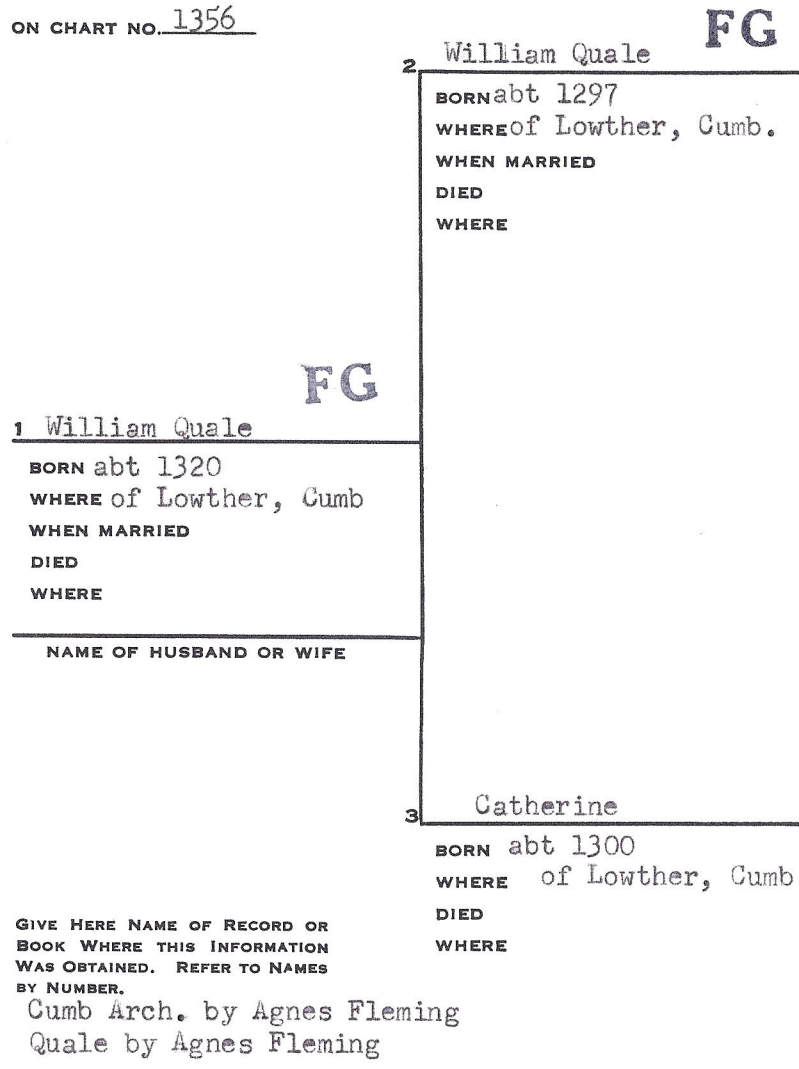 ON CHART NO. 1356
FG
2 William Quale
BORN abt 1297
WHERE of Lowther, Cumb.
WHEN MARRIED
DIED
WHERE
FG
1 William Quale
BORN abt 1320
WHERE of Lowther, Cumb
WHEN MARRIED
DIED
WHERE
NAME OF HUSBAND OR WIFE
3 Catherine
BORN abt 1300
WHERE of Lowther, Cumb
DIED
WHERE
GIVE HERE NAME OF RECORD OR
BOOK WHERE THIS INFORMATION
WAS OBTAINED. REFER TO NAMES
BY NUMBER.
Cumb Arch. by Agnes Fleming
Quale by Agnes Fleming